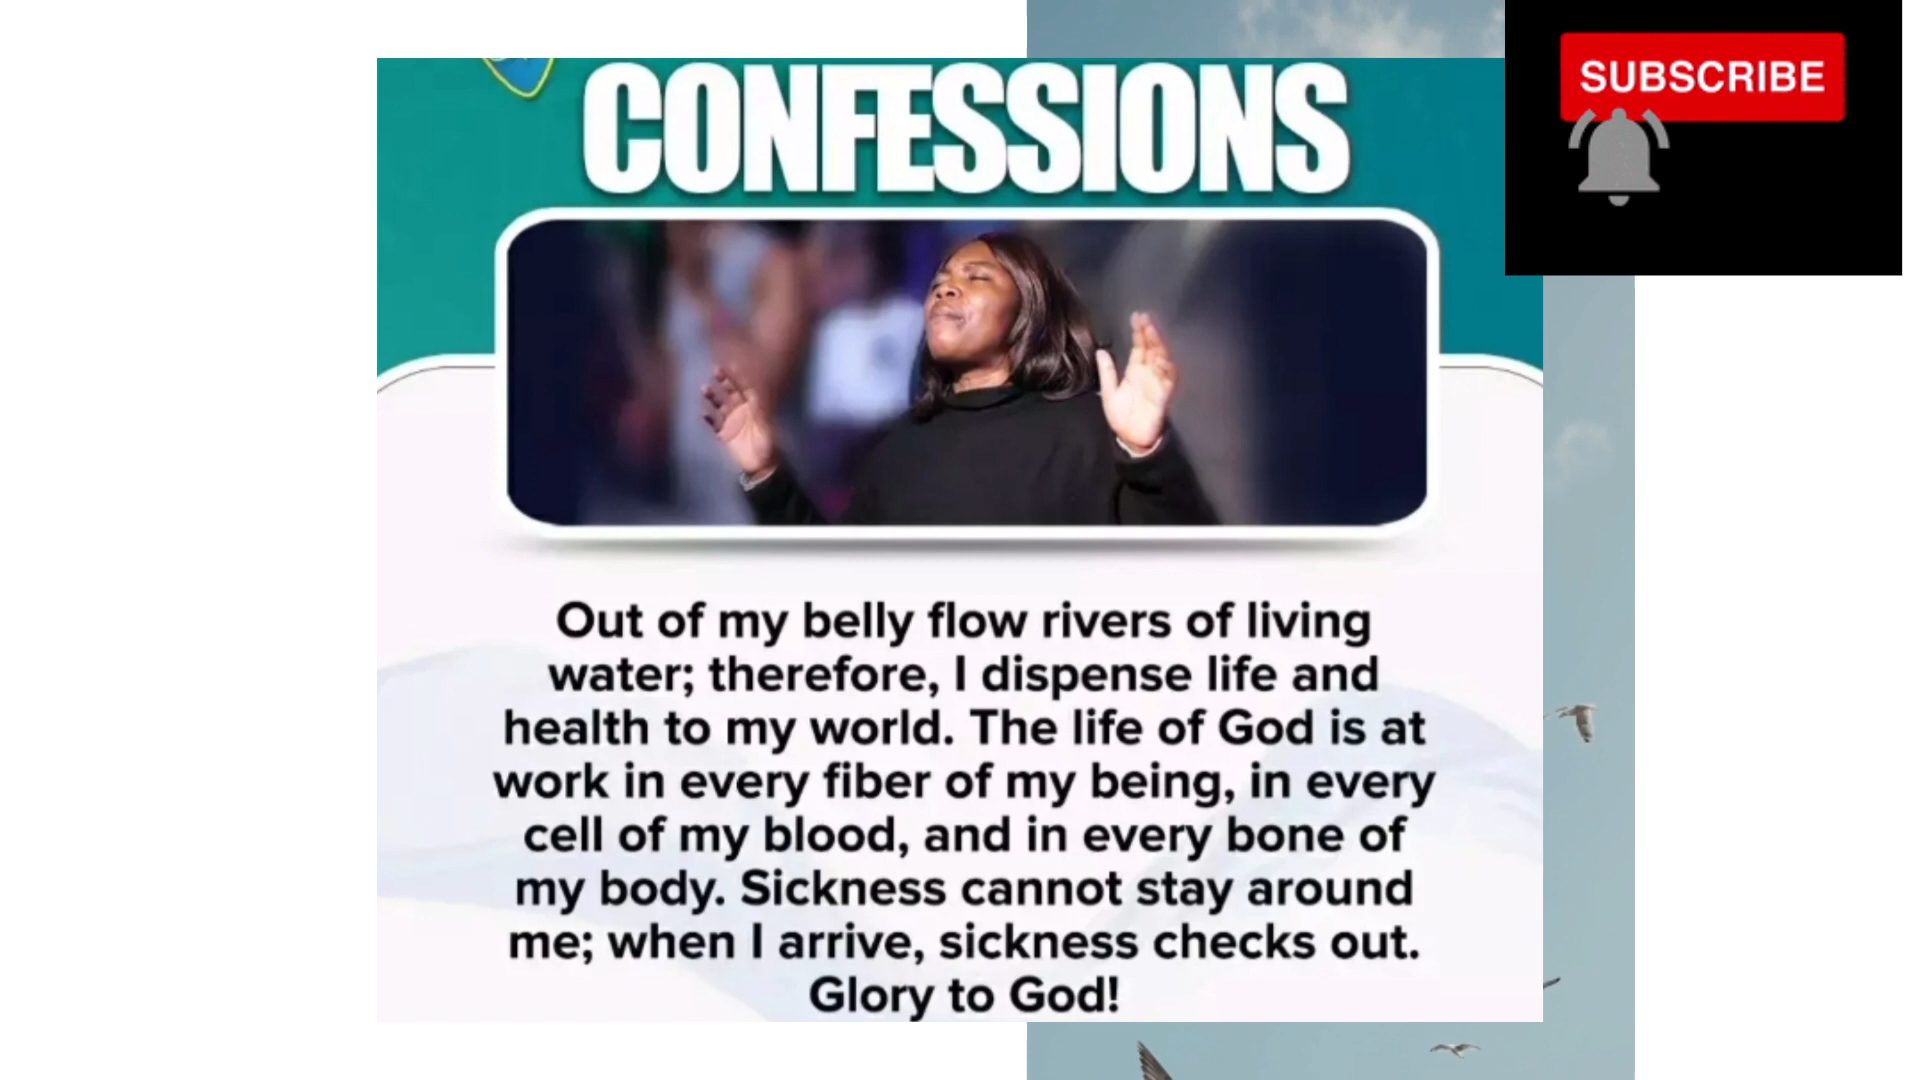 CONFESSIONS
SUBSCRIBE
Out of my belly flow rivers of living
water; therefore, I dispense life and
health to my world. The life of God is at
work in every fiber of my being, in every
cell of my blood, and in every bone of
my body. Sickness cannot stay around
me; when I arrive, sickness checks out.
Glory to God!